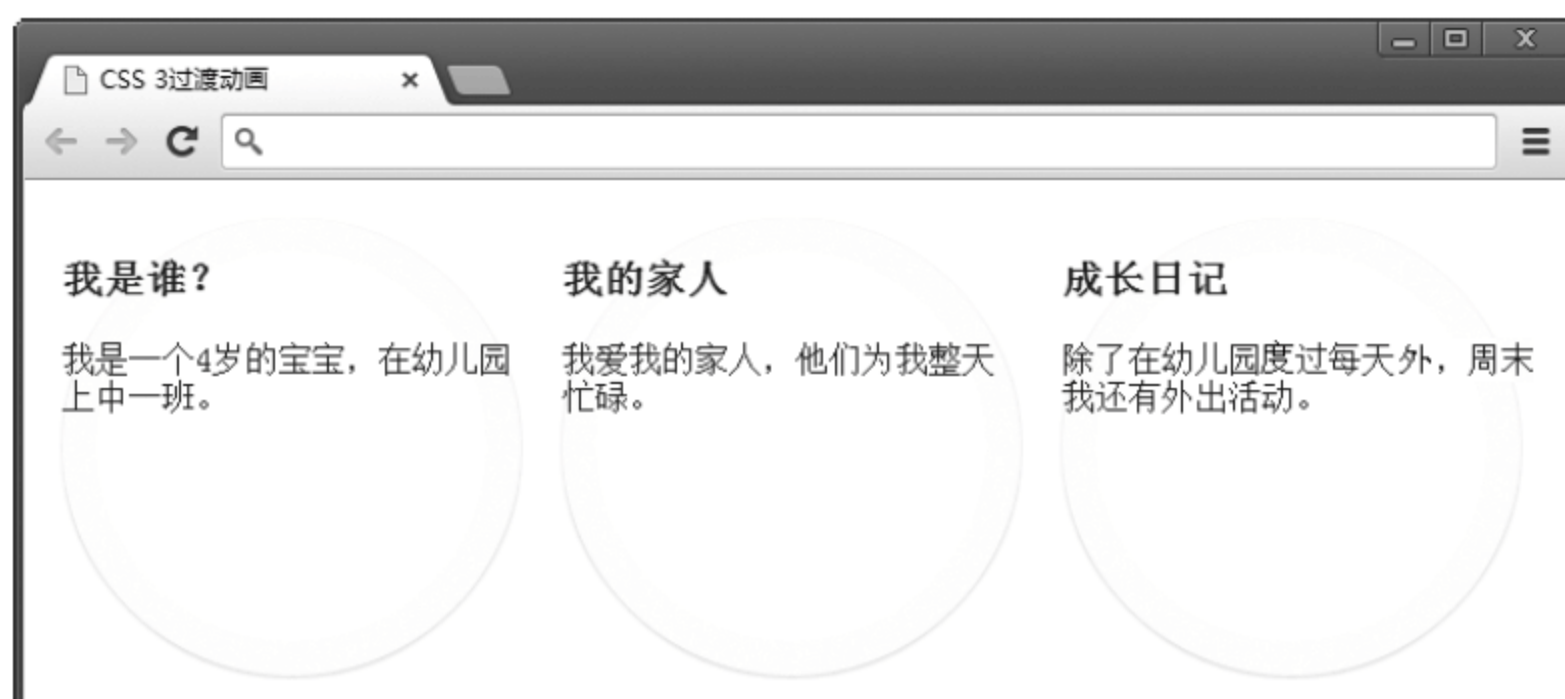 CSS 3过渡动画
我是谁？
我是一个4岁的宝宝，在幼儿园
上中一班。
我的家人
我爱我的家人，他们为我整天
忙碌。
成长日记
除了在幼儿园度过每天外，周末
我还有外出活动。